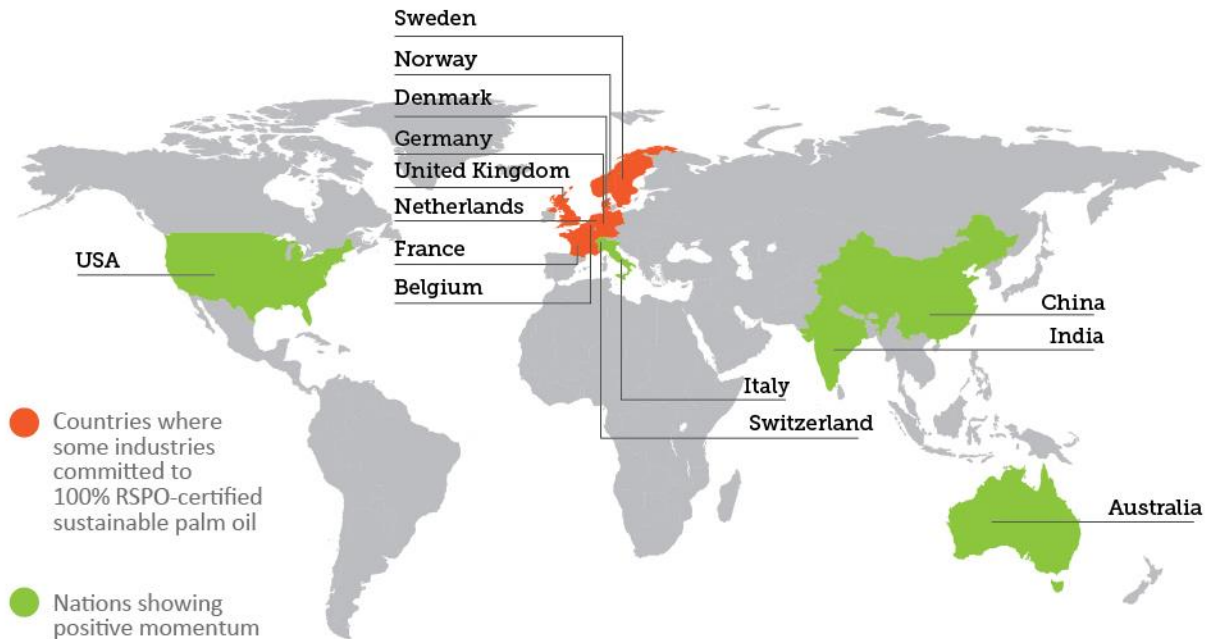 Sweden
Norway
Denmark
Germany
United Kingdom
Netherlands
France
Belgium
USA
China
India
Italy
Switzerland
Australia
Countries where
some industries
committed to
100% RSPO-certified
sustainable palm oil
Nations showing
positive momentum